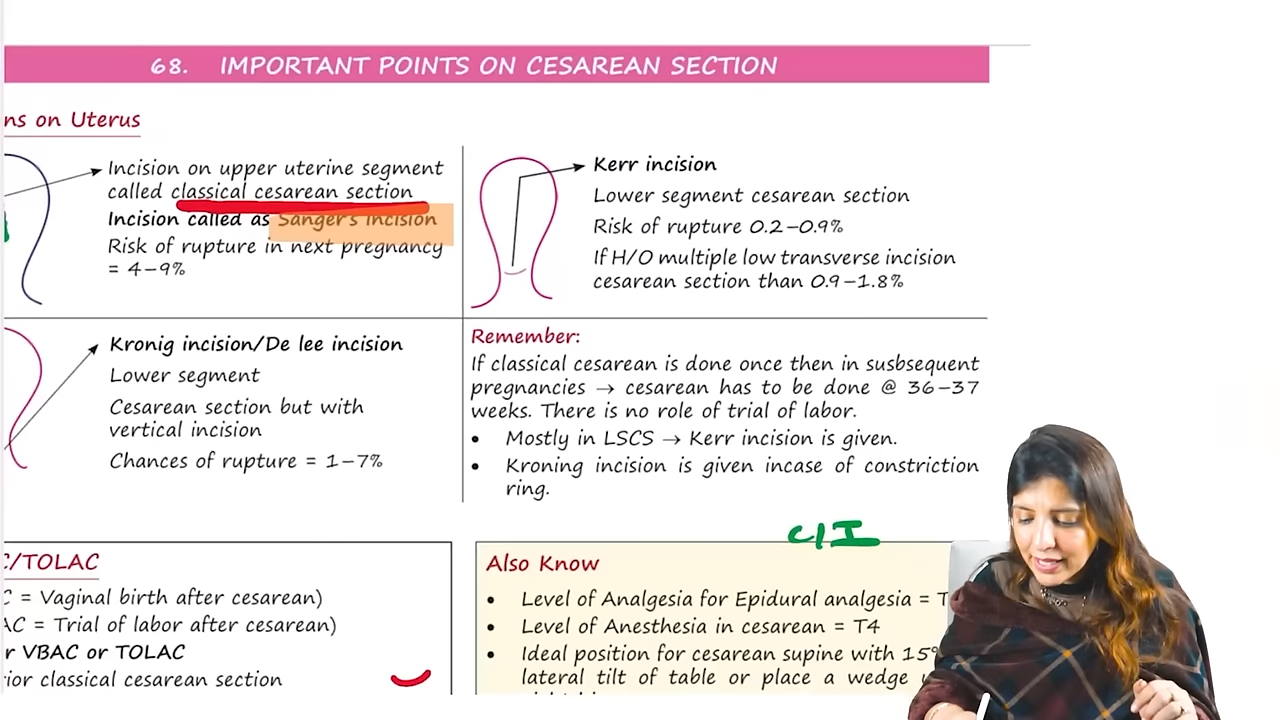 68. IMPORTANT POINTS ON CESAREAN SECTION
ns on Uterus
Incision on upper uterine segment
called classical cesarean section
Incision called as Sanger's incision
Risk of rupture in next pregnancy
= 4–9%
Kerr incision
Lower segment cesarean section
Risk of rupture 0.2–0.9%
If H/O multiple low transverse incision
cesarean section than 0.9–1.8%
Kronig incision/De lee incision
Lower segment
Cesarean section but with
vertical incision
Chances of rupture = 1–7%
Remember:
If classical cesarean is done once then in susbsequent
pregnancies → cesarean has to be done @ 36–37
weeks. There is no role of trial of labor.
• Mostly in LSCS → Kerr incision is given.
• Kroning incision is given incase of constriction
ring.
C/I
C/TOLAC
C = Vaginal birth after cesarean)
AC = Trial of labor after cesarean)
r VBAC or TOLAC
ior classical cesarean section
Also Know
• Level of Analgesia for Epidural analgesia = T
• Level of Anesthesia in cesarean = T4
• Ideal position for cesarean supine with 15°
lateral tilt of table or place a wedge